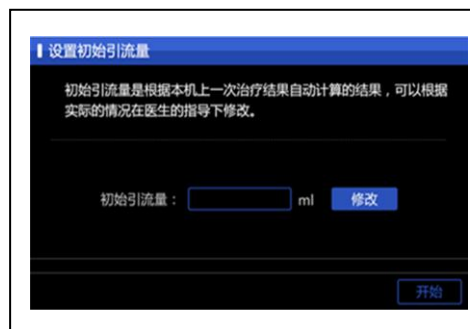 设置初始引流量
初始引流量是根据本机上一次治疗结果自动计算的结果，可以根据
实际的情况在医生的指导下修改。
初始引流量： ml 修改
开始